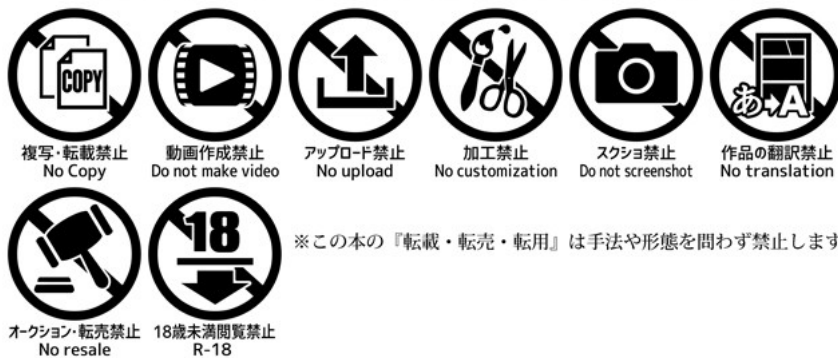 COPY
複写・転載禁止
No Copy
動画作成禁止
Do not make video
アップロード禁止
No upload
加工禁止
No customization
スクショ禁止
Do not screenshot
あ→A
作品の翻訳禁止
No translation
オークション・転売禁止
No resale
18
18歳未満閲覧禁止
R-18
※この本の『転載・転売・転用』は手法や形態を問わず禁止します